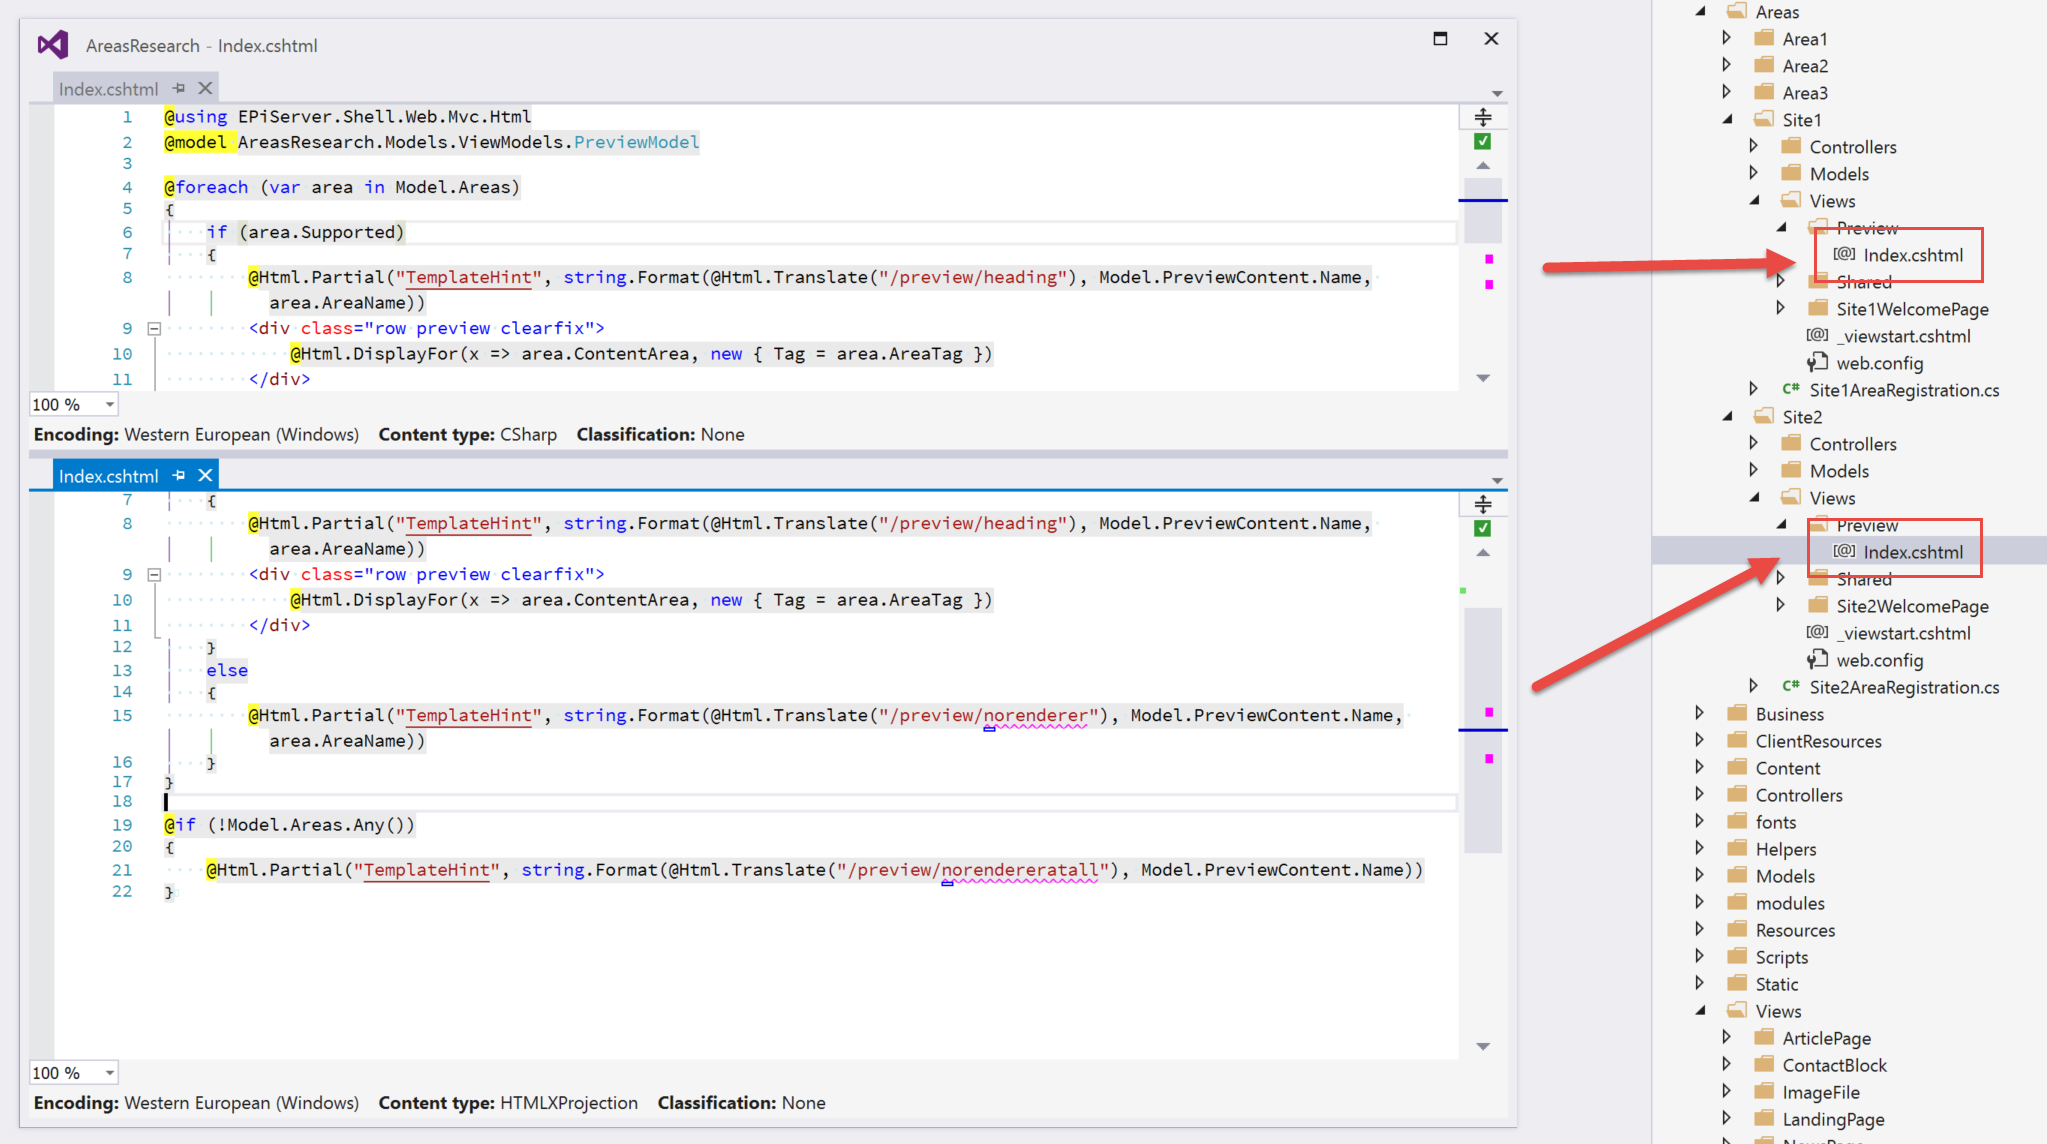 AreasResearch - Index.cshtml
Index.cshtml
1 @using EPiServer.Shell.Web.Mvc.Html
2 @model AreasResearch.Models.ViewModels.PreviewModel
3
4 @foreach (var area in Model.Areas)
5 {
6 if (area.Supported)
7 {
8 @Html.Partial("TemplateHint", string.Format(@Html.Translate("/preview/heading"), Model.PreviewContent.Name,
area.AreaName))
9 <div class="row preview clearfix">
10 @Html.DisplayFor(x => area.ContentArea, new { Tag = area.AreaTag })
11 </div>
100 %
Encoding: Western European (Windows) Content type: CSharp Classification: None
Index.cshtml
7 {
8 @Html.Partial("TemplateHint", string.Format(@Html.Translate("/preview/heading"), Model.PreviewContent.Name,
area.AreaName))
9 <div class="row preview clearfix">
10 @Html.DisplayFor(x => area.ContentArea, new { Tag = area.AreaTag })
11 </div>
12 }
13 else
14 {
15 @Html.Partial("TemplateHint", string.Format(@Html.Translate("/preview/norenderer"), Model.PreviewContent.Name,
area.AreaName))
16 }
17 }
18
19 @if (!Model.Areas.Any())
20 {
21 @Html.Partial("TemplateHint", string.Format(@Html.Translate("/preview/norendereratall"), Model.PreviewContent.Name))
22 }
100 %
Encoding: Western European (Windows) Content type: HTMLXProjection Classification: None
Areas
Area1
Area2
Area3
Site1
Controllers
Models
Views
Preview
[@] Index.cshtml
Shared
Site1WelcomePage
[@] _viewstart.cshtml
web.config
C# Site1AreaRegistration.cs
Site2
Controllers
Models
Views
Preview
[@] Index.cshtml
Shared
Site2WelcomePage
[@] _viewstart.cshtml
web.config
C# Site2AreaRegistration.cs
Business
ClientResources
Content
Controllers
fonts
Helpers
Models
modules
Resources
Scripts
Static
Views
ArticlePage
ContactBlock
ImageFile
LandingPage